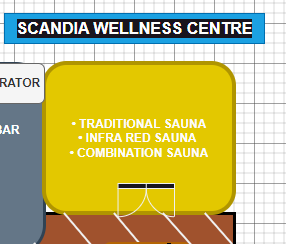 SCANDIA WELLNESS CENTRE
RATOR
BAR
• TRADITIONAL SAUNA
• INFRA RED SAUNA
• COMBINATION SAUNA